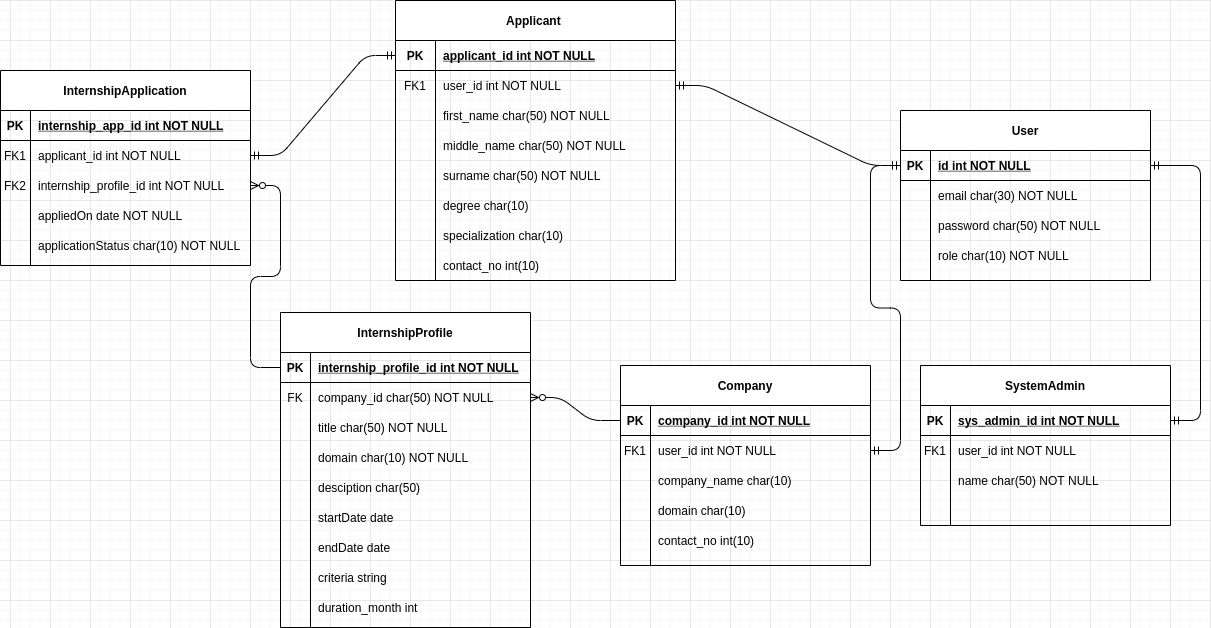 Applicant
PK applicant_id int NOT NULL
FK1 user_id int NOT NULL
first_name char(50) NOT NULL
middle_name char(50) NOT NULL
surname char(50) NOT NULL
degree char(10)
specialization char(10)
contact_no int(10)
InternshipApplication
PK internship_app_id int NOT NULL
FK1 applicant_id int NOT NULL
FK2 internship_profile_id int NOT NULL
appliedOn date NOT NULL
applicationStatus char(10) NOT NULL
User
PK id int NOT NULL
email char(30) NOT NULL
password char(50) NOT NULL
role char(10) NOT NULL
InternshipProfile
PK internship_profile_id int NOT NULL
FK company_id char(50) NOT NULL
title char(50) NOT NULL
domain char(10) NOT NULL
desciption char(50)
startDate date
endDate date
criteria string
duration_month int
Company
PK company_id int NOT NULL
FK1 user_id int NOT NULL
company_name char(10)
domain char(10)
contact_no int(10)
SystemAdmin
PK sys_admin_id int NOT NULL
FK1 user_id int NOT NULL
name char(50) NOT NULL